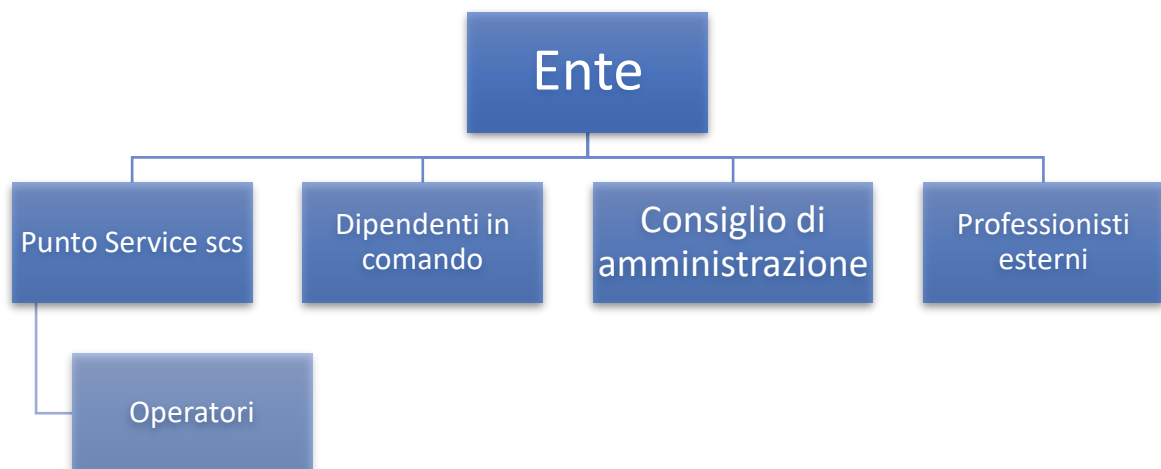 Ente
Punto Service scs
Dipendenti in
comando
Consiglio di
amministrazione
Professionisti
esterni
Operatori